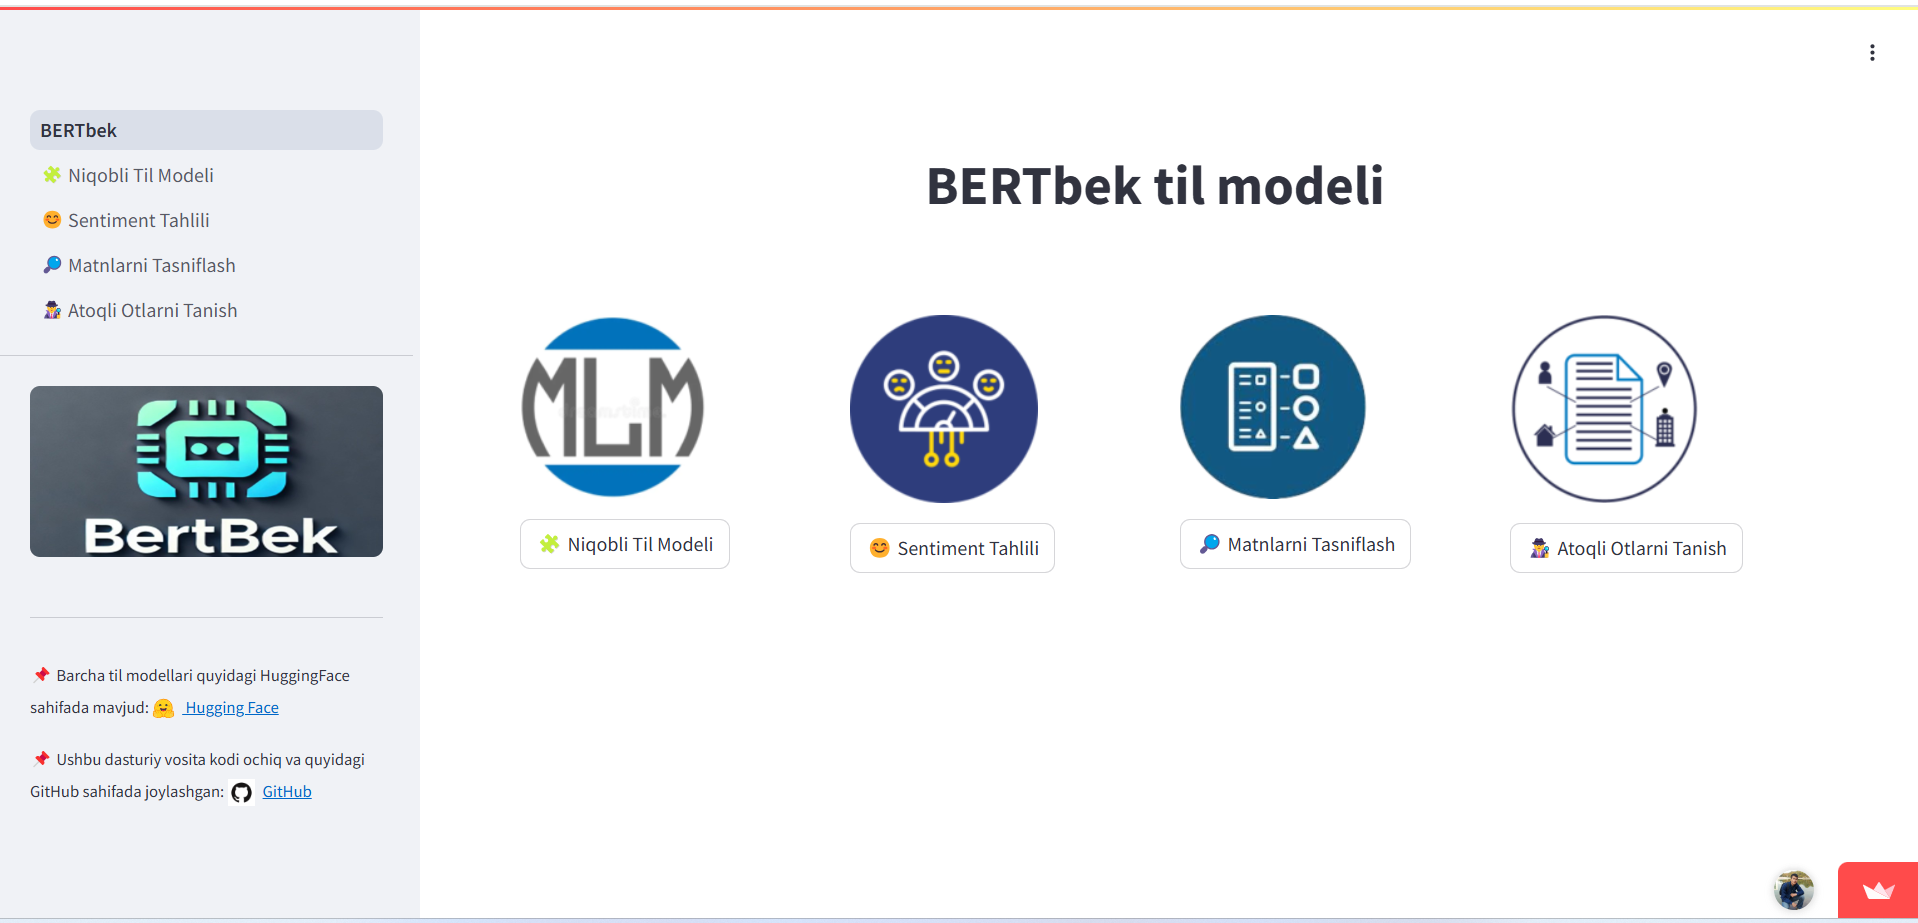 BERTbek
Niqobli Til Modeli
Sentiment Tahlili
Matnlarni Tasniflash
Atoqli Otlarni Tanish
BertBek
Barcha til modellari quyidagi HuggingFace
sahifada mavjud: Hugging Face
Ushbu dasturiy vosita kodi ochiq va quyidagi
GitHub sahifada joylashgan: GitHub
BERTbek til modeli
MLM
Niqobli Til Modeli
Sentiment Tahlili
Matnlarni Tasniflash
Atoqli Otlarni Tanish